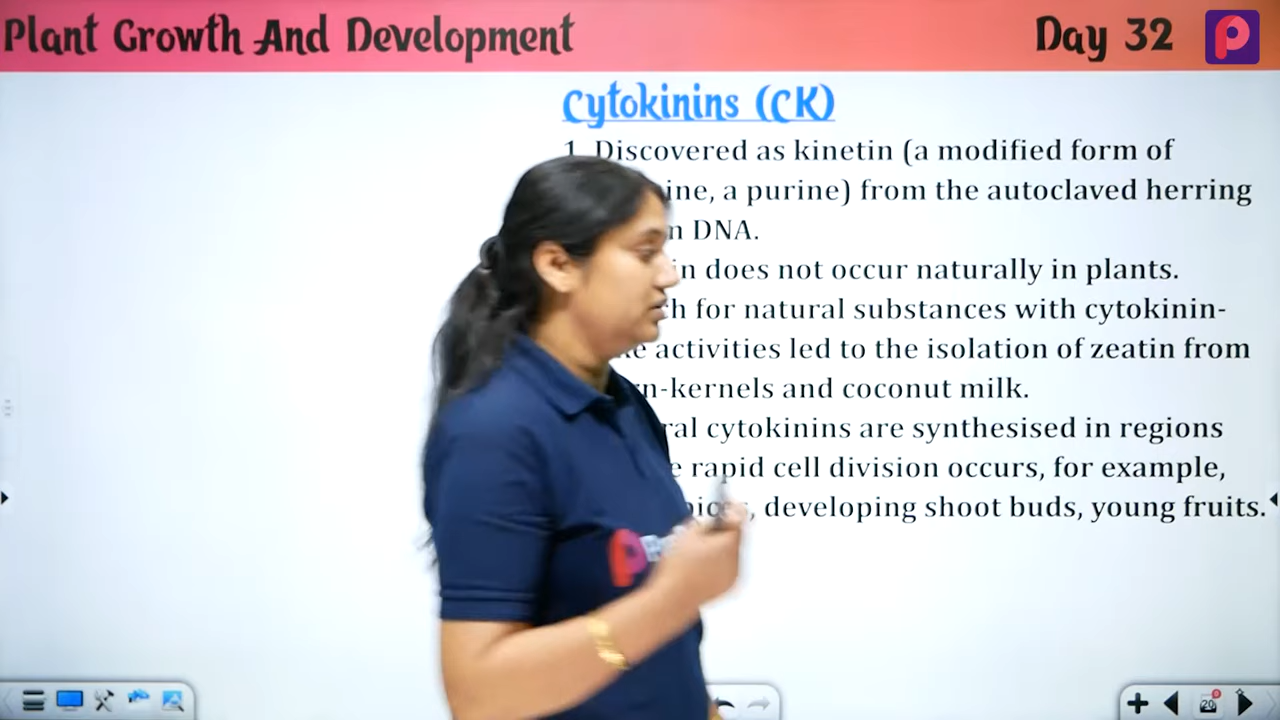 Plant Growth And Development
Day 32
Cytokinins (CK)
1. Discovered as kinetin (a modified form of
a purine) from the autoclaved herring
DNA.
does not occur naturally in plants.
for natural substances with cytokinin-
activities led to the isolation of zeatin from
kernels and coconut milk.
cytokinins are synthesised in regions
rapid cell division occurs, for example,
developing shoot buds, young fruits.
20